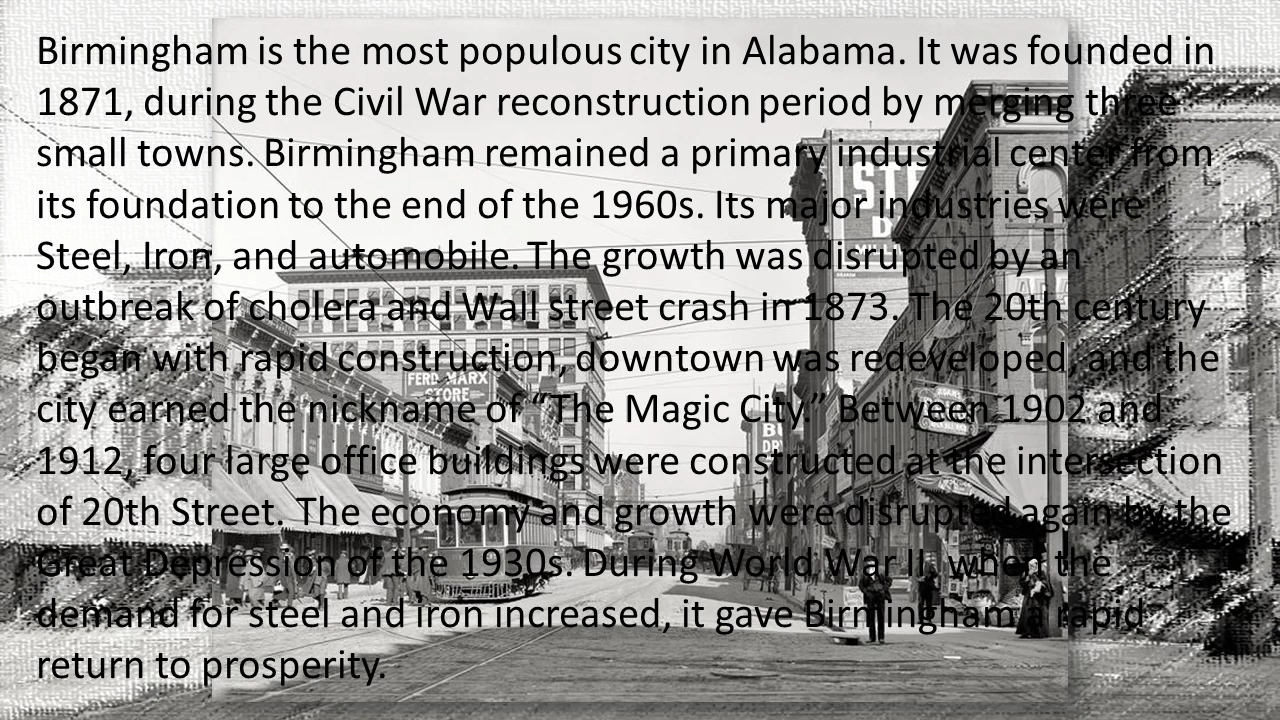 Birmingham is the most populous city in Alabama. It was founded in
1871, during the Civil War reconstruction period by merging three
small towns. Birmingham remained a primary industrial center from
its foundation to the end of the 1960s. Its major industries were
Steel, Iron, and automobile. The growth was disrupted by an
outbreak of cholera and Wall street crash in 1873. The 20th century
began with rapid construction, downtown was redeveloped, and the
city earned the nickname of “The Magic City.” Between 1902 and
1912, four large office buildings were constructed at the intersection
of 20th Street. The economy and growth were disrupted again by the
Great Depression of the 1930s. During World War II, when the
demand for steel and iron increased, it gave Birmingham a rapid
return to prosperity.
FERD MARX
STORE